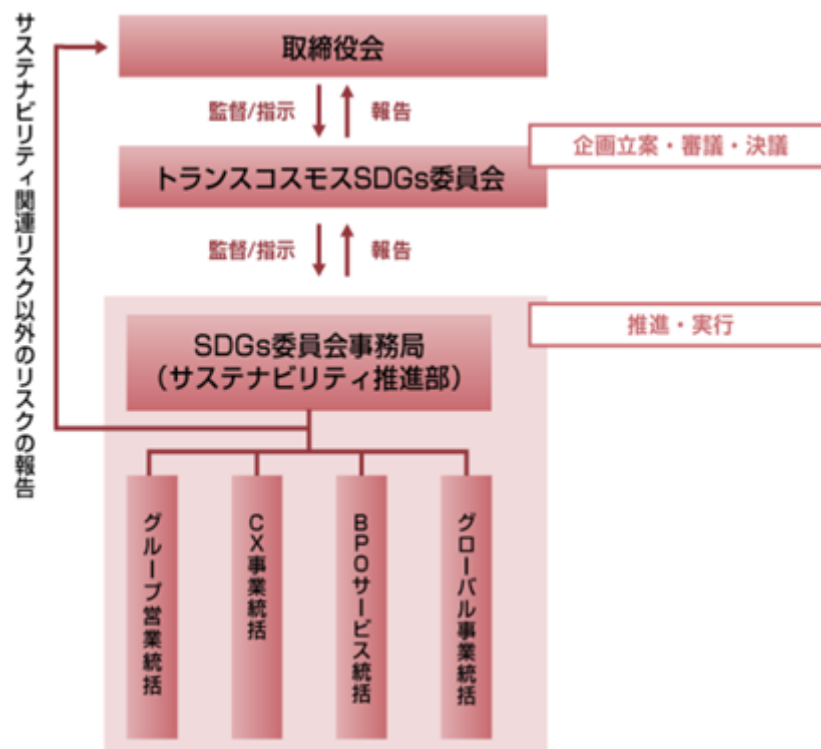 サステナビリティ関連リスク以外のリスクの報告
取締役会
監督/指示
報告
企画立案・審議・決議
トランスコスモスSDGs委員会
監督/指示
報告
推進・実行
SDGs委員会事務局
（サステナビリティ推進部）
グループ営業統括
CX事業統括
BPOサービス統括
グローバル事業統括